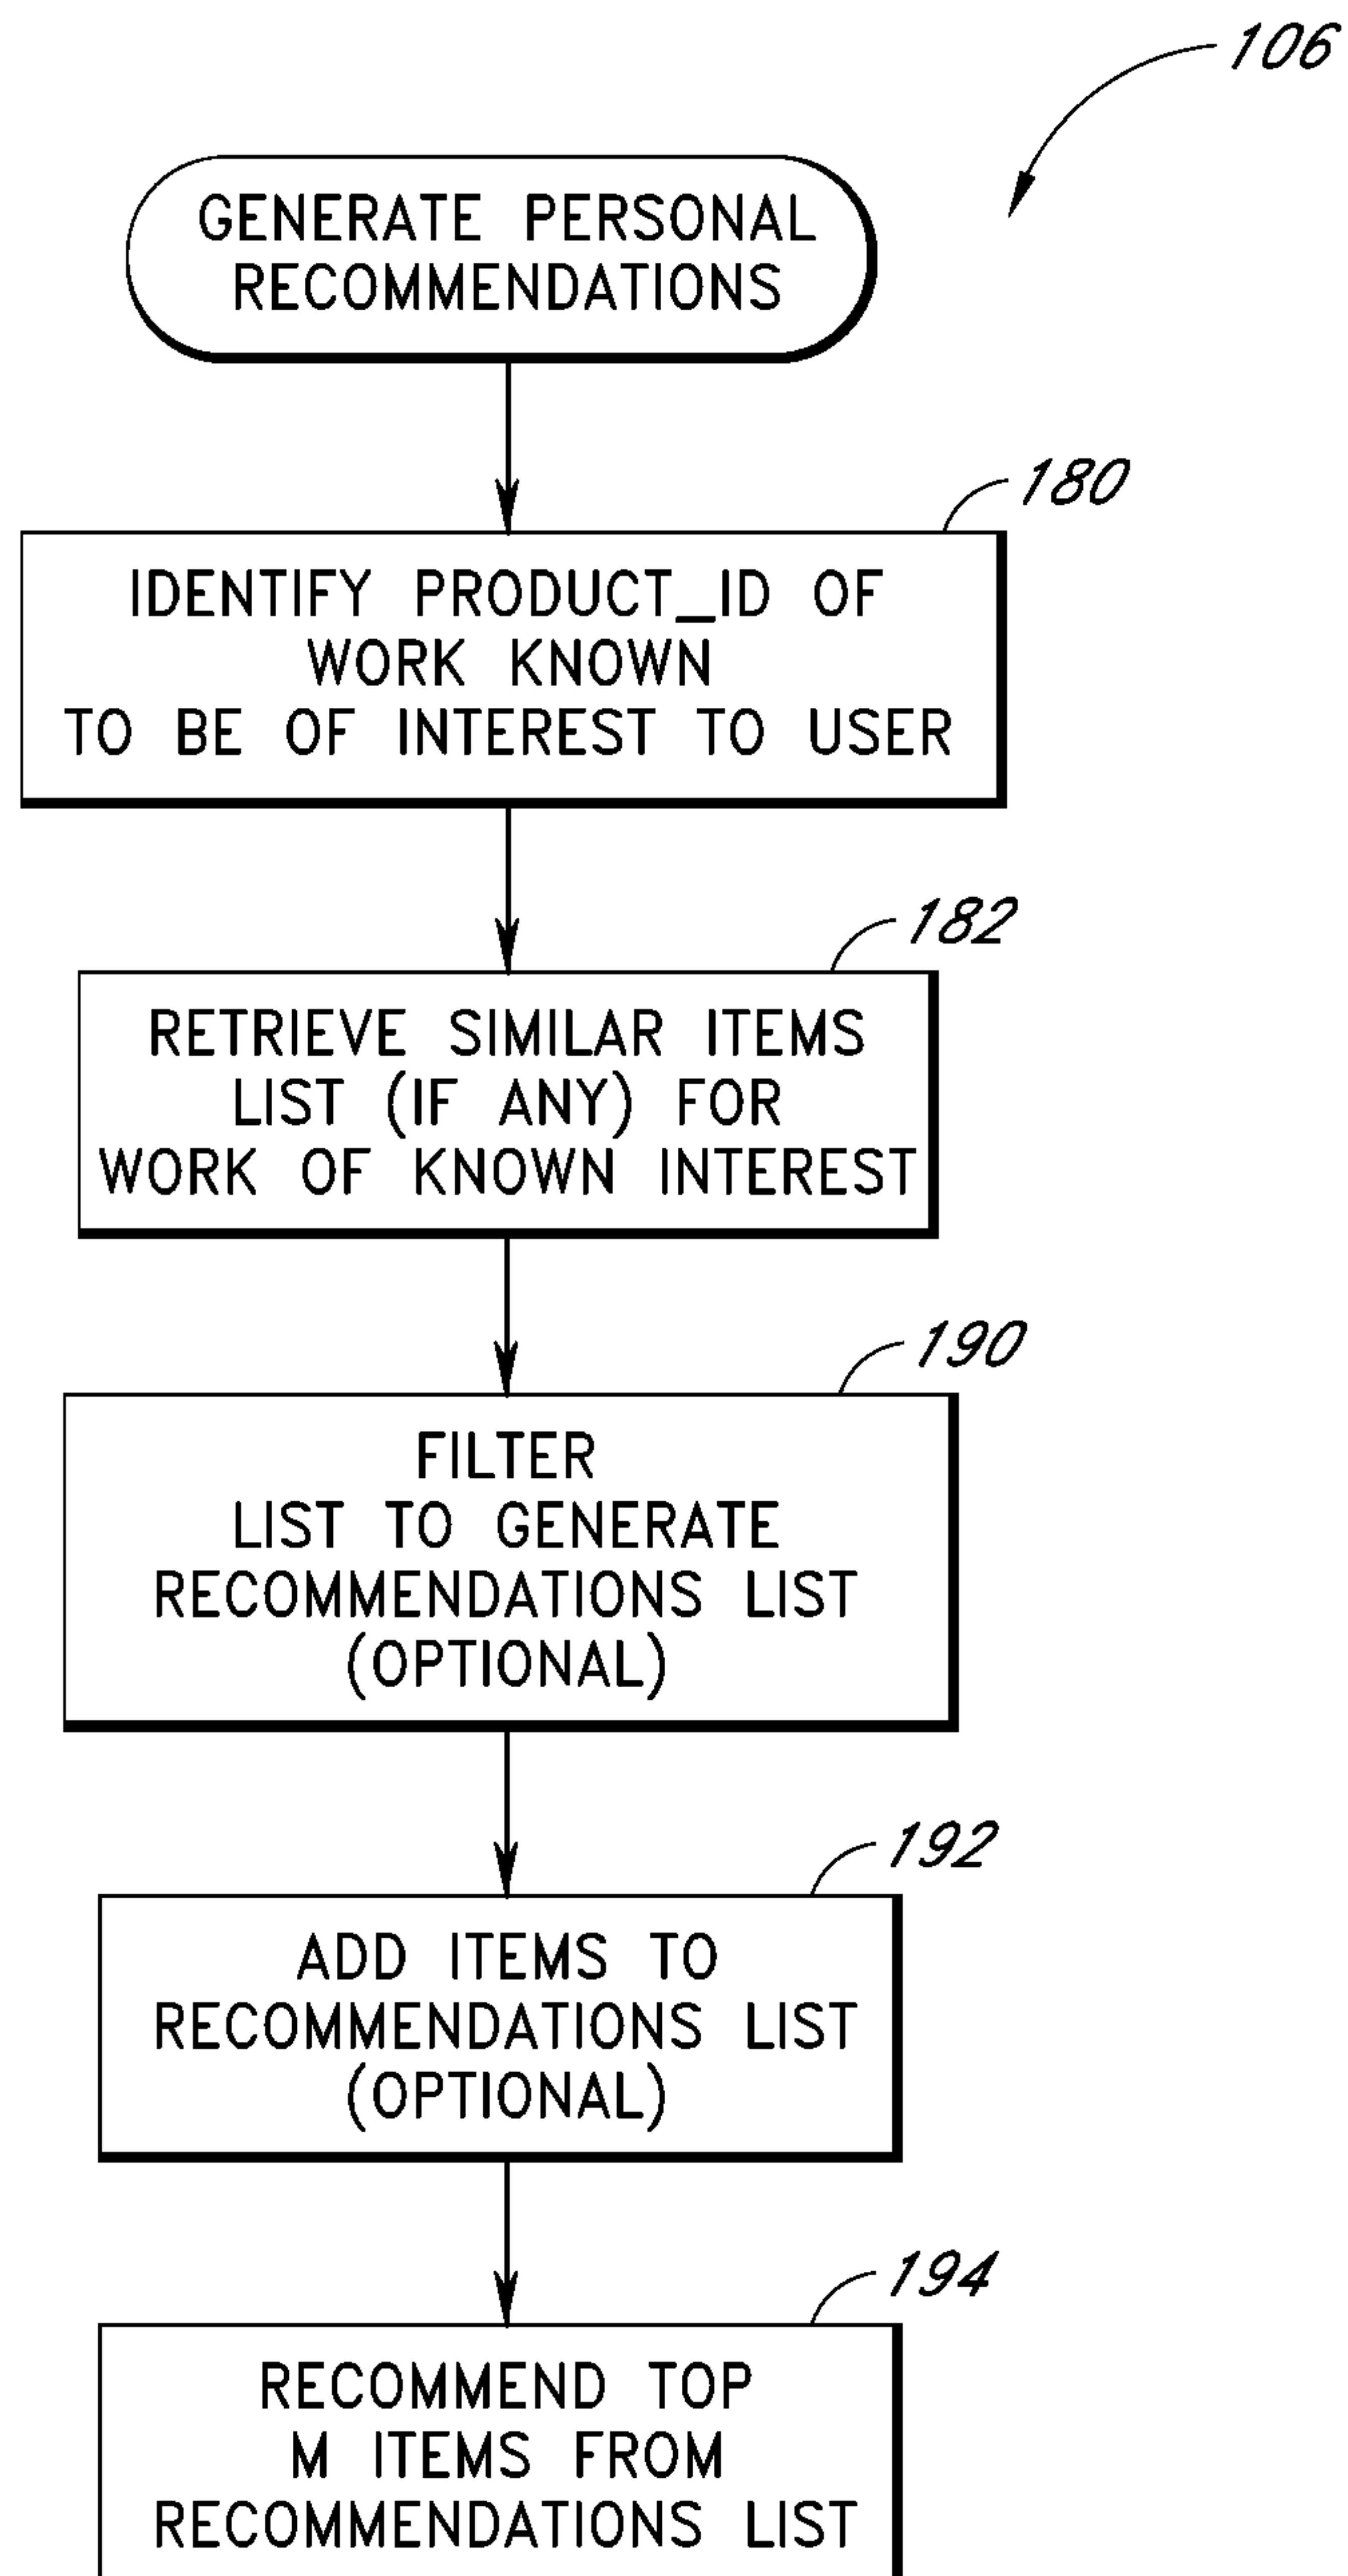 106
GENERATE PERSONAL
RECOMMENDATIONS
180
IDENTIFY PRODUCT_ID OF
WORK KNOWN
TO BE OF INTEREST TO USER
182
RETRIEVE SIMILAR ITEMS
LIST (IF ANY) FOR
WORK OF KNOWN INTEREST
190
FILTER
LIST TO GENERATE
RECOMMENDATIONS LIST
(OPTIONAL)
192
ADD ITEMS TO
RECOMMENDATIONS LIST
(OPTIONAL)
194
RECOMMEND TOP
M ITEMS FROM
RECOMMENDATIONS LIST